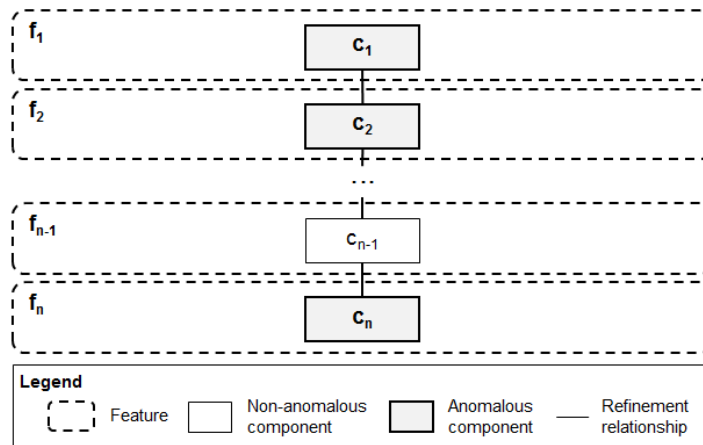 f1
c1
f2
c2
...
fn-1
cn-1
fn
cn
Legend
Feature
Non-anomalous
component
Anomalous
component
Refinement
relationship